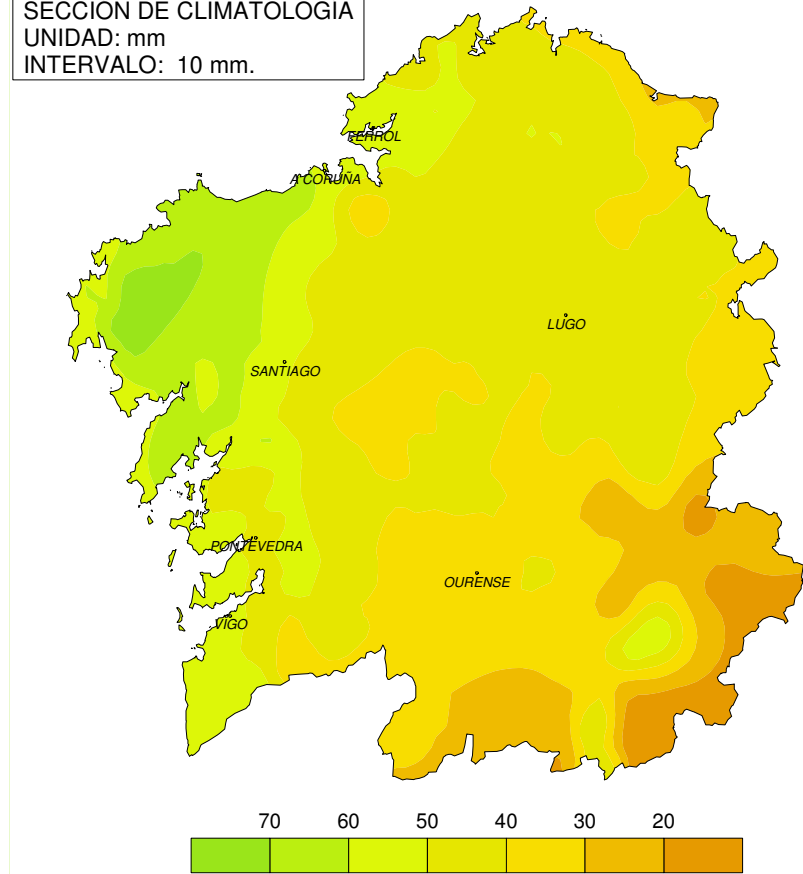 SECCION DE CLIMATOLOGIA
UNIDAD: mm
INTERVALO: 10 mm.
FERROL
A CORUÑA
LUGO
SANTIAGO
PONTEVEDRA
OURENSE
VIGO
70 60 50 40 30 20